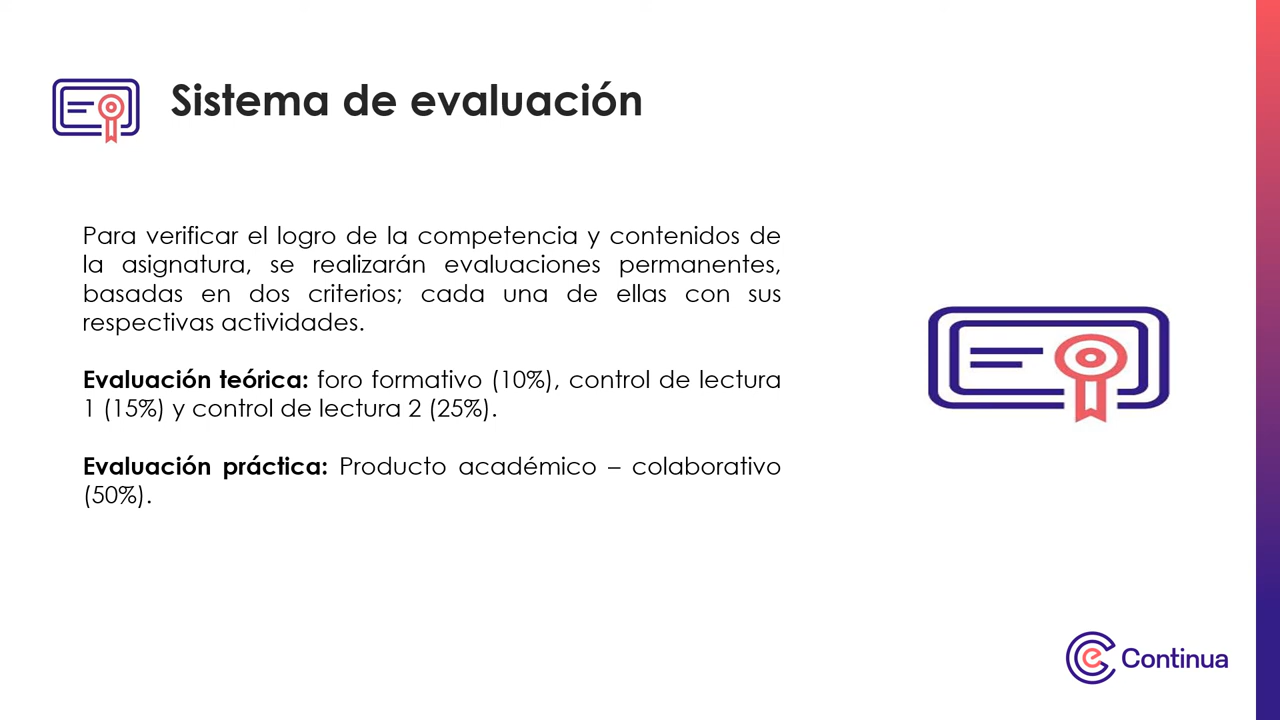 Sistema de evaluación
Para verificar el logro de la competencia y contenidos de
la asignatura, se realizarán evaluaciones permanentes,
basadas en dos criterios; cada una de ellas con sus
respectivas actividades.
Evaluación teórica: foro formativo (10%), control de lectura
1 (15%) y control de lectura 2 (25%).
Evaluación práctica: Producto académico – colaborativo
(50%).
e Continua